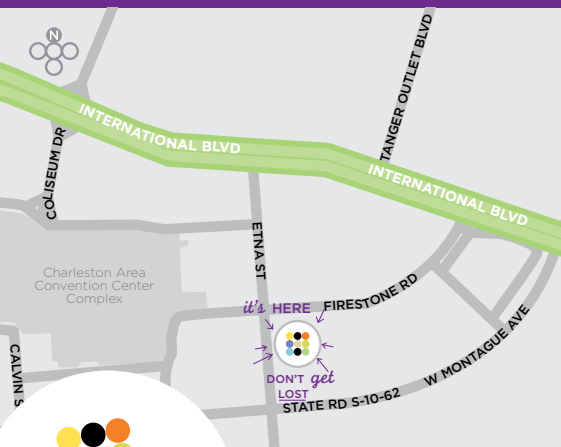 N
TANGER OUTLET BLVD
INTERNATIONAL BLVD
COLISEUM DR
INTERNATIONAL BLVD
ETNA ST
Charleston Area
Convention Center
Complex
it's HERE
FIRESTONE RD
W MONTAGUE AVE
CALVIN S
DON'T get
LOST
STATE RD S-10-62